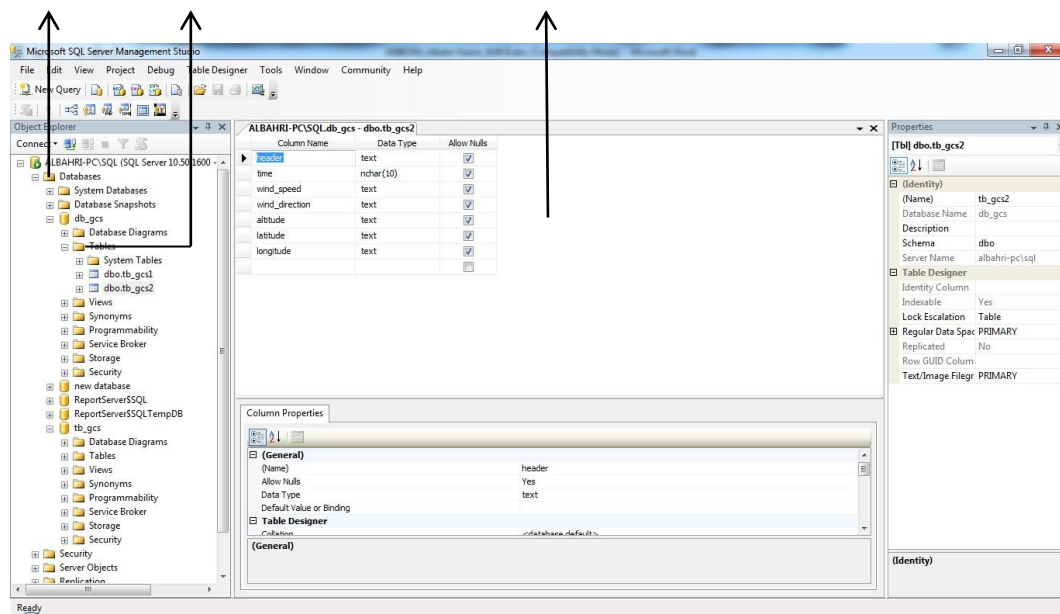 Microsoft SQL Server Management Studio
File Edit View Project Debug Table Designer Tools Window Community Help
New Query
Object Explorer
Connect
ALBAHRI-PC\SQL (SQL Server 10.50.1600 -
Databases
System Databases
Database Snapshots
db_gcs
Database Diagrams
Tables
System Tables
dbo.tb_gcs1
dbo.tb_gcs2
Views
Synonyms
Programmability
Service Broker
Storage
Security
new database
ReportServer$SQL
ReportServer$SQLTempDB
tb_gcs
Database Diagrams
Tables
Views
Synonyms
Programmability
Service Broker
Storage
Security
Security
Server Objects
Replication
ALBAHRI-PC\SQL.db_gcs - dbo.tb_gcs2
Column Name Data Type Allow Nulls
header text
time nchar(10)
wind_speed text
wind_direction text
altitude text
latitude text
longitude text
Column Properties
(General)
(Name) header
Allow Nulls Yes
Data Type text
Default Value or Binding
Table Designer
Collation <database default>
(General)
Properties
[Tbl] dbo.tb_gcs2
(Identity)
(Name) tb_gcs2
Database Name db_gcs
Description
Schema dbo
Server Name albahri-pc\sql
Table Designer
Identity Column
Indexable Yes
Lock Escalation Table
Regular Data Spac PRIMARY
Replicated No
Row GUID Colum
Text/Image Filegr PRIMARY
(Identity)
Ready